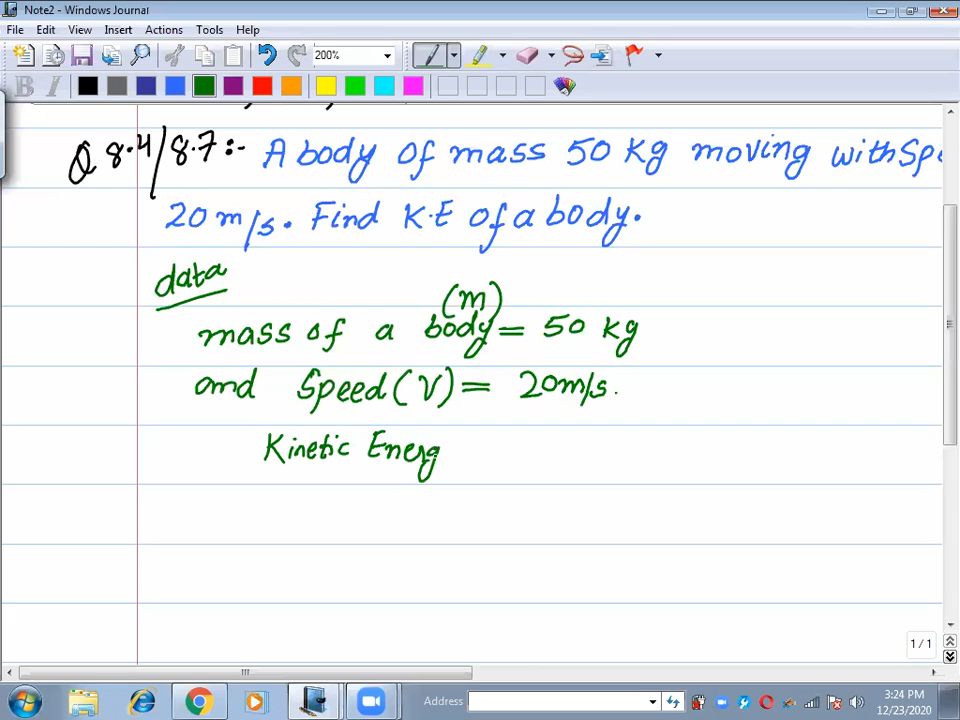 Note2 - Windows Journal
File Edit View Insert Actions Tools Help
200%
B I
Q 8.4/8.7:- A body of mass 50 Kg moving with Spe
20 m/s. Find K.E of a body.
data
(m)
mass of a body = 50 kg
and Speed (V) = 20m/s.
Kinetic Energ
1 / 1
Address
3:24 PM
12/23/2020